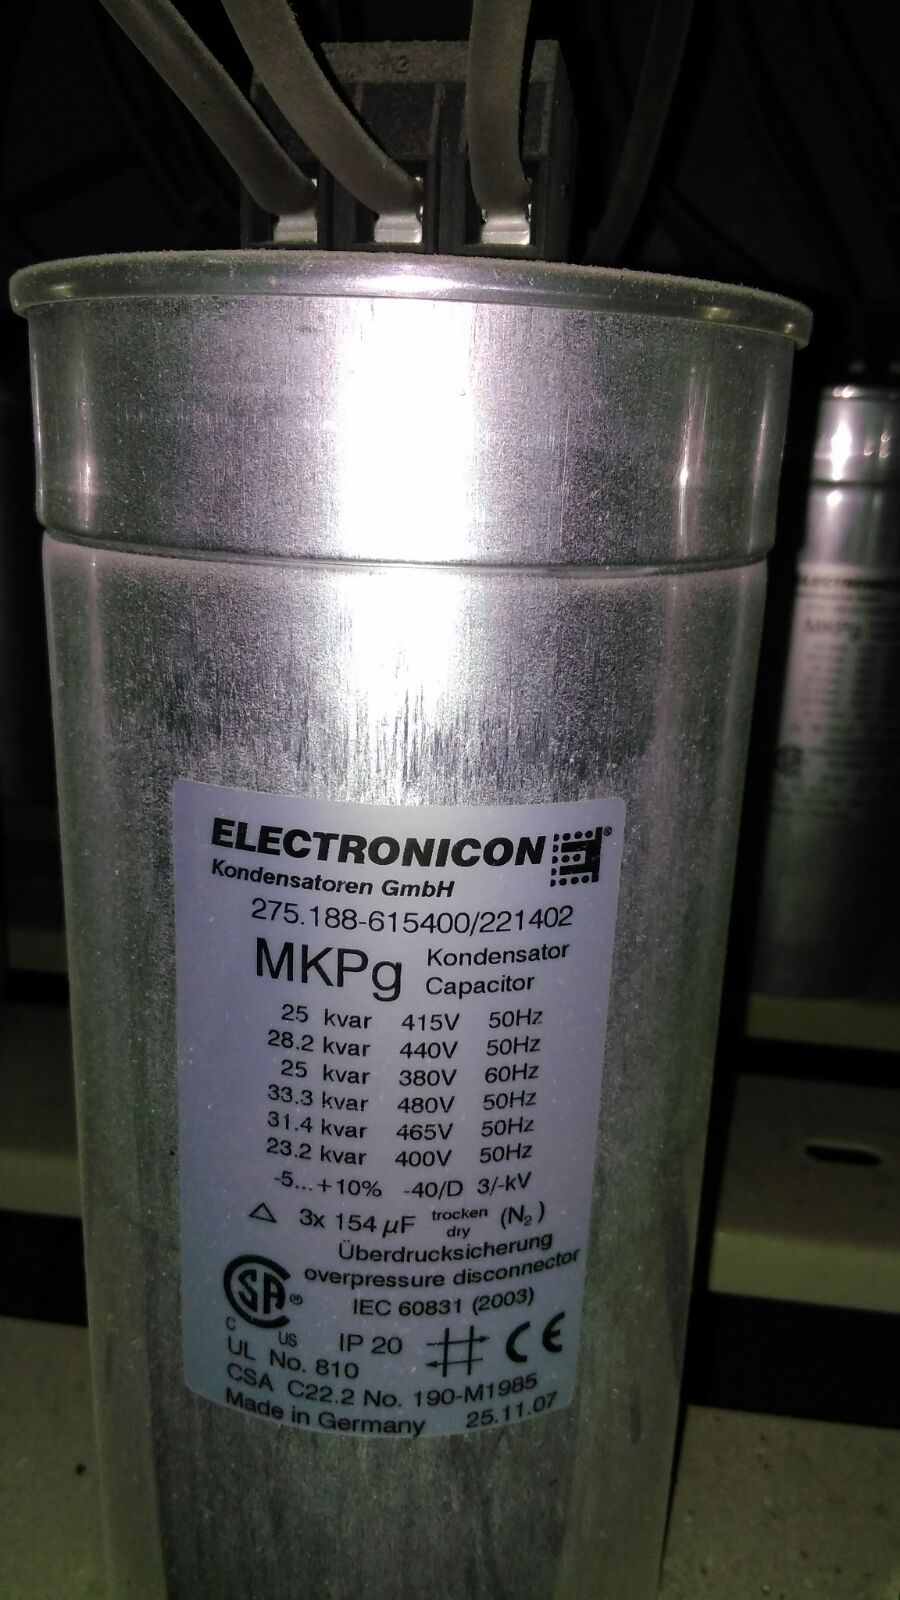 ELECTRONICON ®
Kondensatoren GmbH
275.188-615400/221402
MKPg Kondensator
Capacitor
25 kvar 415V 50Hz
28.2 kvar 440V 50Hz
25 kvar 380V 60Hz
33.3 kvar 480V 50Hz
31.4 kvar 465V 50Hz
23.2 kvar 400V 50Hz
-5...+10% -40/D 3/-kV
△ 3x 154 µF trocken dry (N₂)
Überdrucksicherung
overpressure disconnector
IEC 60831 (2003)
SA ®
C US IP 20 CE
UL No. 810
CSA C22.2 No. 190-M1985
Made in Germany 25.11.07
MKPg